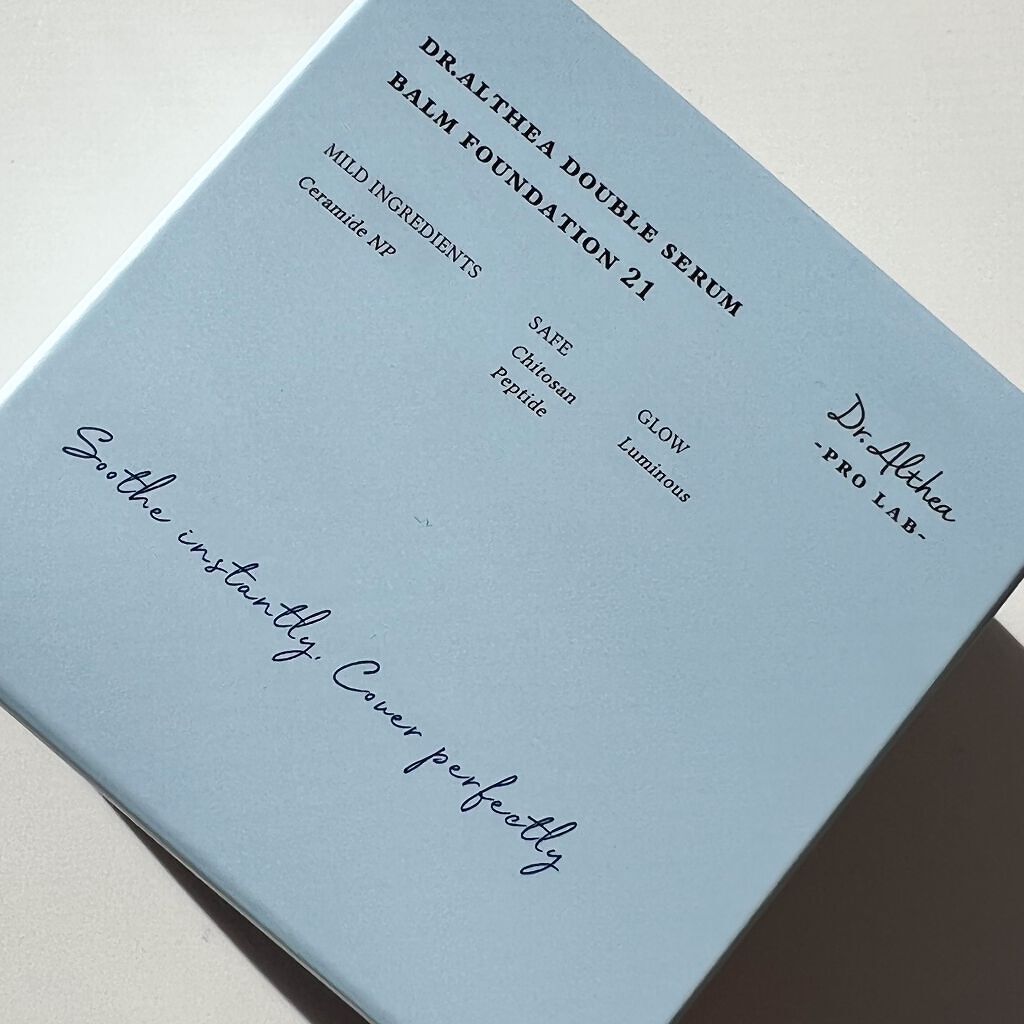 DR.ALTHEA DOUBLE SERUM
BALM FOUNDATION 21
MILD INGREDIENTS
Ceramide NP
SAFE
Chitosan
Peptide
GLOW
Luminous
Dr.Althea
-PRO LAB-
Soothe instantly, Cover perfectly